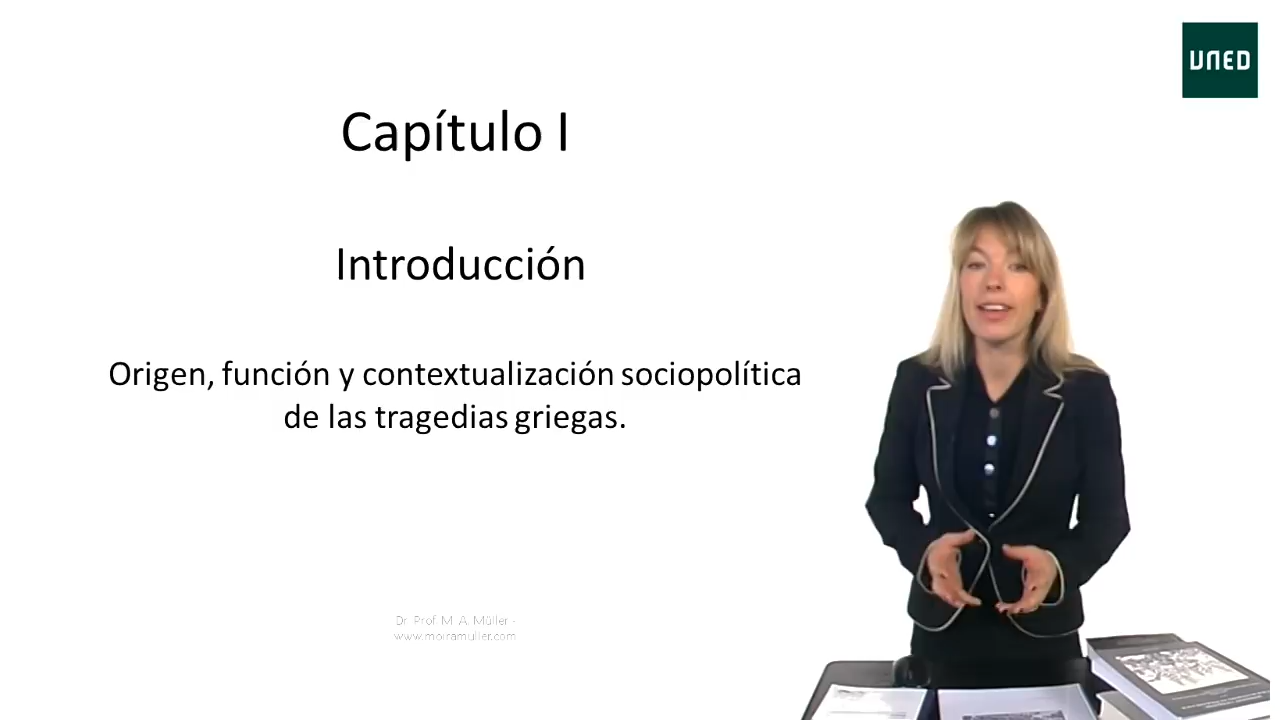 UNED
Capítulo I
Introducción
Origen, función y contextualización sociopolítica
de las tragedias griegas.
Dr. Prof. M. A. Müller -
www.moiramuller.com